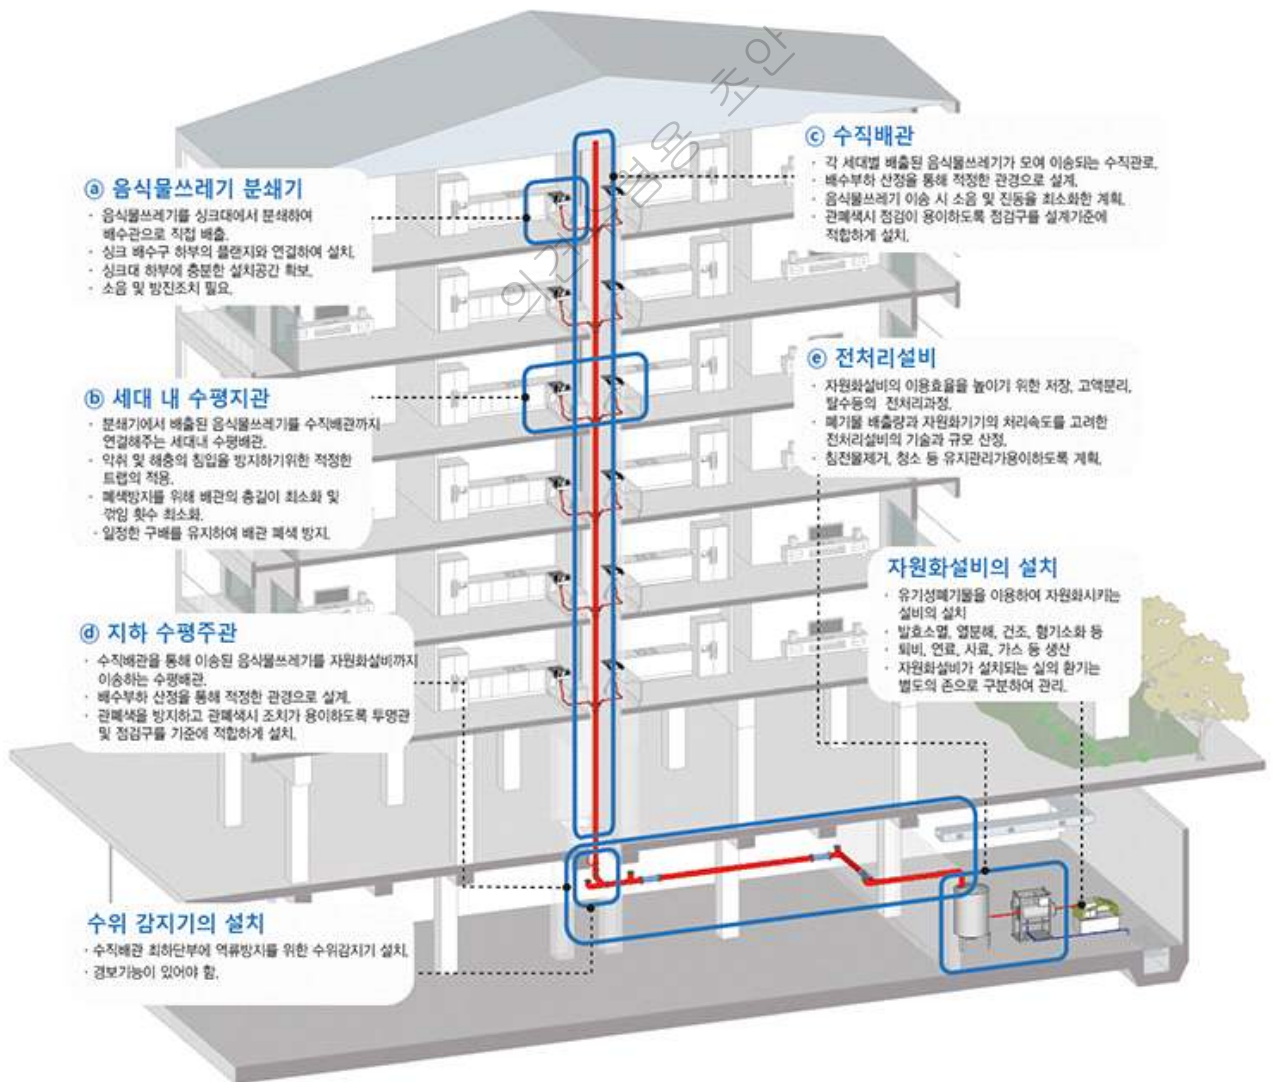 ⓐ 음식물쓰레기 분쇄기
· 음식물쓰레기를 싱크대에서 분쇄하여
배수관으로 직접 배출.
· 싱크 배수구 하부의 플랜지와 연결하여 설치.
· 싱크대 하부에 충분한 설치공간 확보.
· 소음 및 방진조치 필요.
ⓑ 세대 내 수평지관
· 분쇄기에서 배출된 음식물쓰레기를 수직배관까지
연결해주는 세대내 수평배관.
· 악취 및 해충의 침입을 방지하기위한 적정한
트랩의 적용.
· 폐색방지를 위해 배관의 총길이 최소화 및
꺾임 횟수 최소화.
· 일정한 구배를 유지하여 배관 폐색 방지.
ⓓ 지하 수평주관
· 수직배관을 통해 이송된 음식물쓰레기를 자원화설비까지
이송하는 수평배관.
· 배수부하 산정을 통해 적정한 관경으로 설계.
· 관폐색을 방지하고 관폐색시 조치가 용이하도록 투명관
및 점검구를 기준에 적합하게 설치.
수위 감지기의 설치
· 수직배관 최하단부에 역류방지를 위한 수위감지기 설치.
· 경보기능이 있어야 함.
ⓒ 수직배관
· 각 세대별 배출된 음식물쓰레기가 모여 이송되는 수직관로.
· 배수부하 산정을 통해 적정한 관경으로 설계.
· 음식물쓰레기 이송 시 소음 및 진동을 최소화한 계획.
· 관폐색시 점검이 용이하도록 점검구를 설계기준에
적합하게 설치.
ⓔ 전처리설비
· 자원화설비의 이용효율을 높이기 위한 저장, 고액분리,
탈수등의 전처리과정.
· 폐기물 배출량과 자원화기기의 처리속도를 고려한
전처리설비의 기술과 규모 산정.
· 침전물제거, 청소 등 유지관리가용이하도록 계획.
자원화설비의 설치
· 유기성폐기물을 이용하여 자원화시키는
설비의 설치
· 발효소멸, 열분해, 건조, 혐기소화 등
· 퇴비, 연료, 사료, 가스 등 생산
· 자원화설비가 설치되는 실의 환기는
별도의 존으로 구분하여 관리.
초안